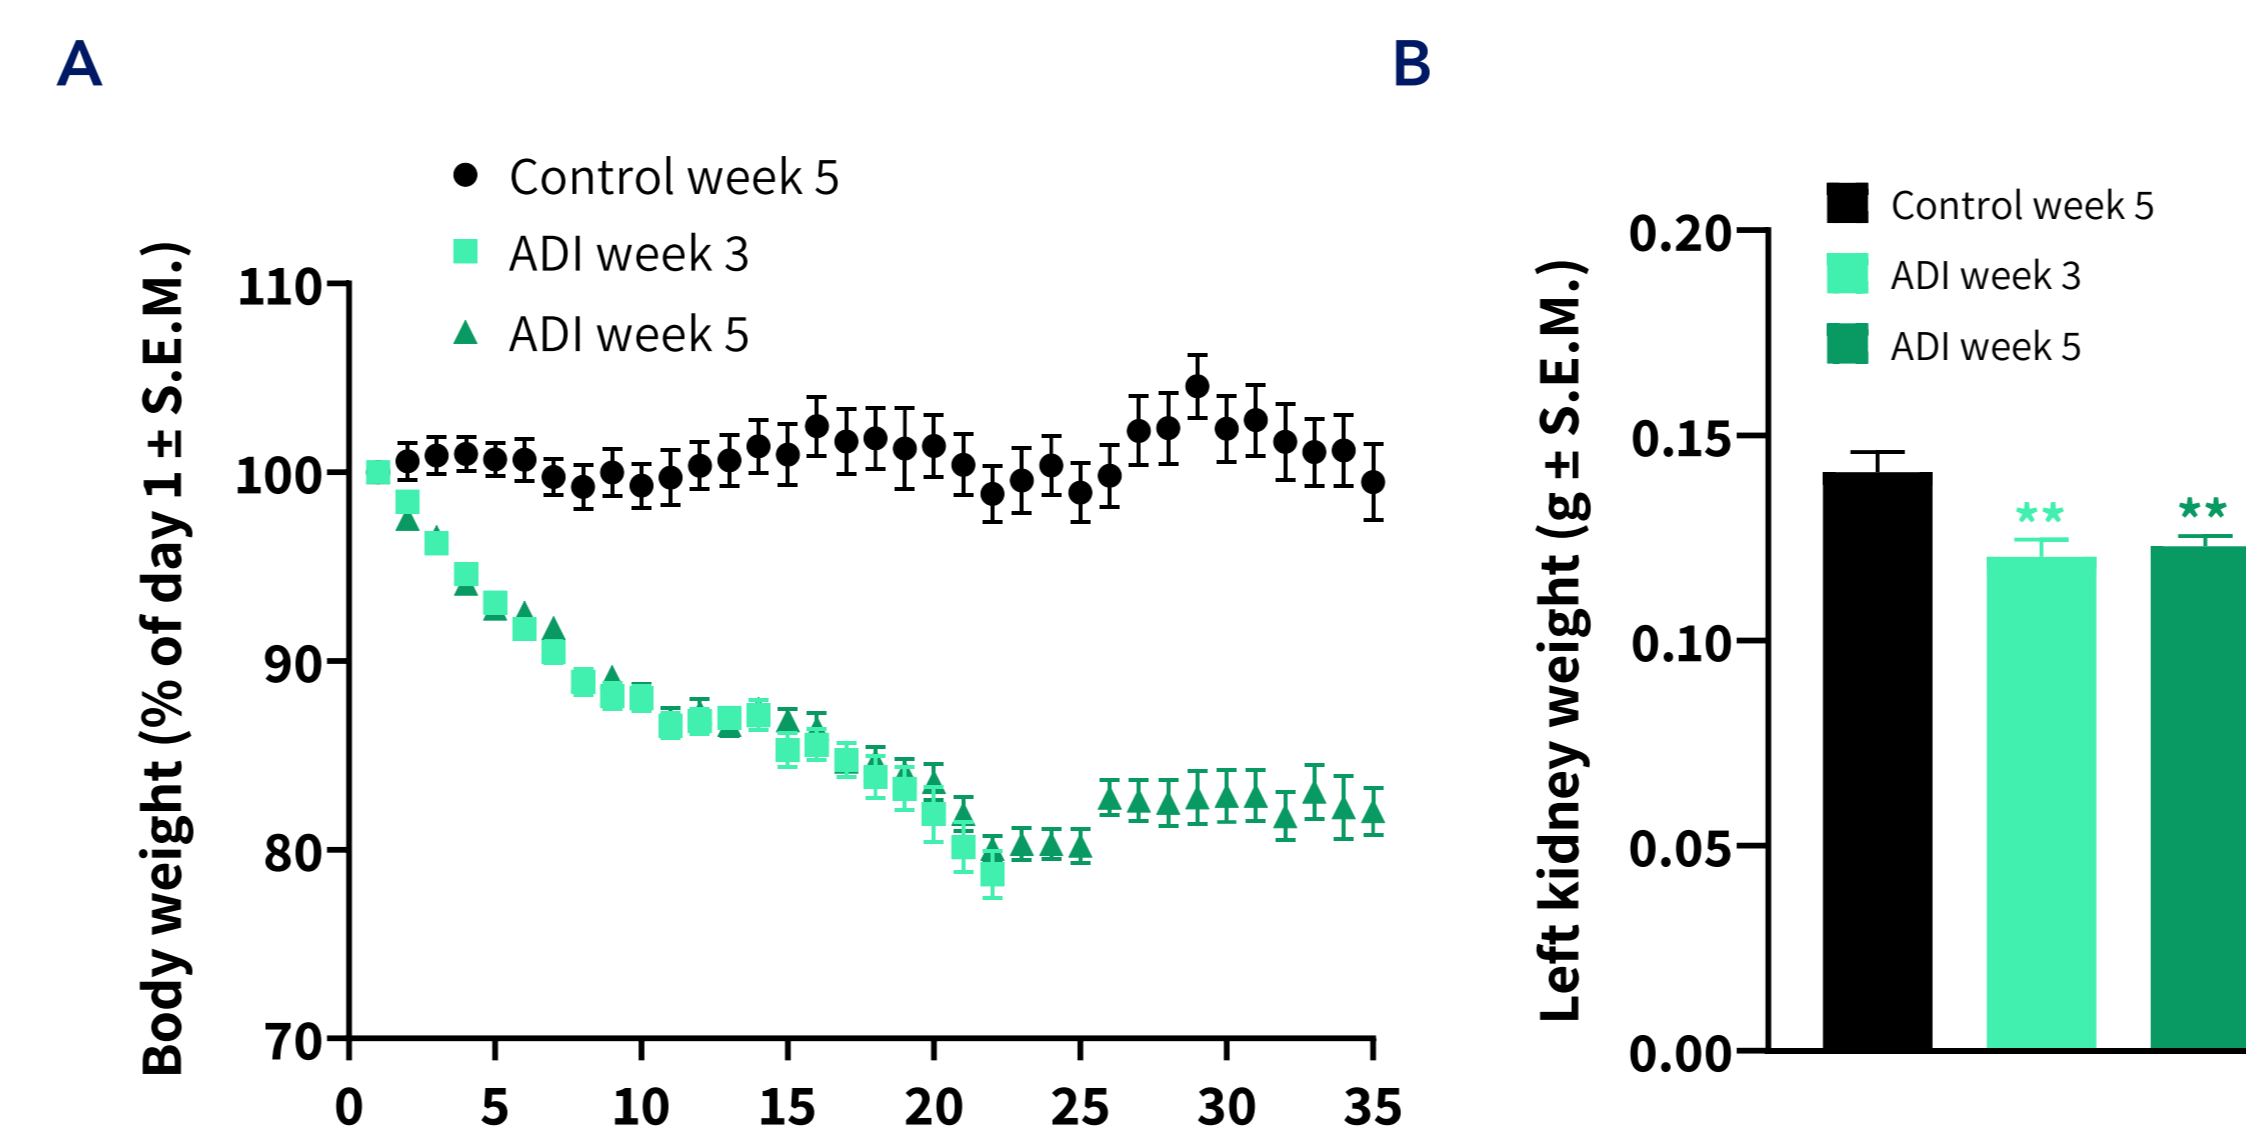 A
Control week 5
ADI week 3
ADI week 5
Body weight (% of day 1 ± S.E.M.)
110
100
90
80
70
0 5 10 15 20 25 30 35
B
Control week 5
ADI week 3
ADI week 5
Left kidney weight (g ± S.E.M.)
0.20
0.15
0.10
0.05
0.00
** **